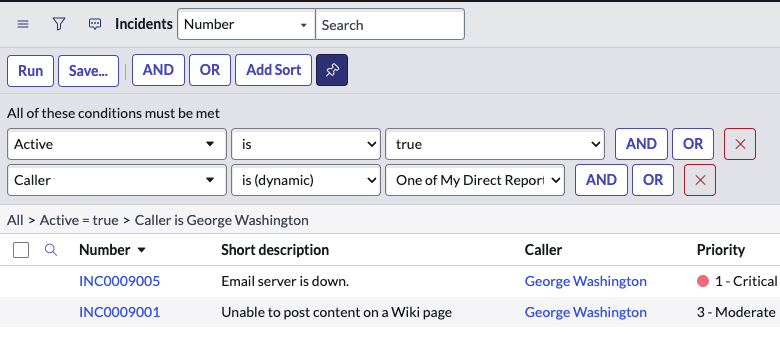 Incidents Number Search
Run Save... AND OR Add Sort
All of these conditions must be met
Active is true AND OR
Caller is (dynamic) One of My Direct Report AND OR
All > Active = true > Caller is George Washington
Number Short description Caller Priority
INC0009005 Email server is down. George Washington 1 - Critical
INC0009001 Unable to post content on a Wiki page George Washington 3 - Moderate